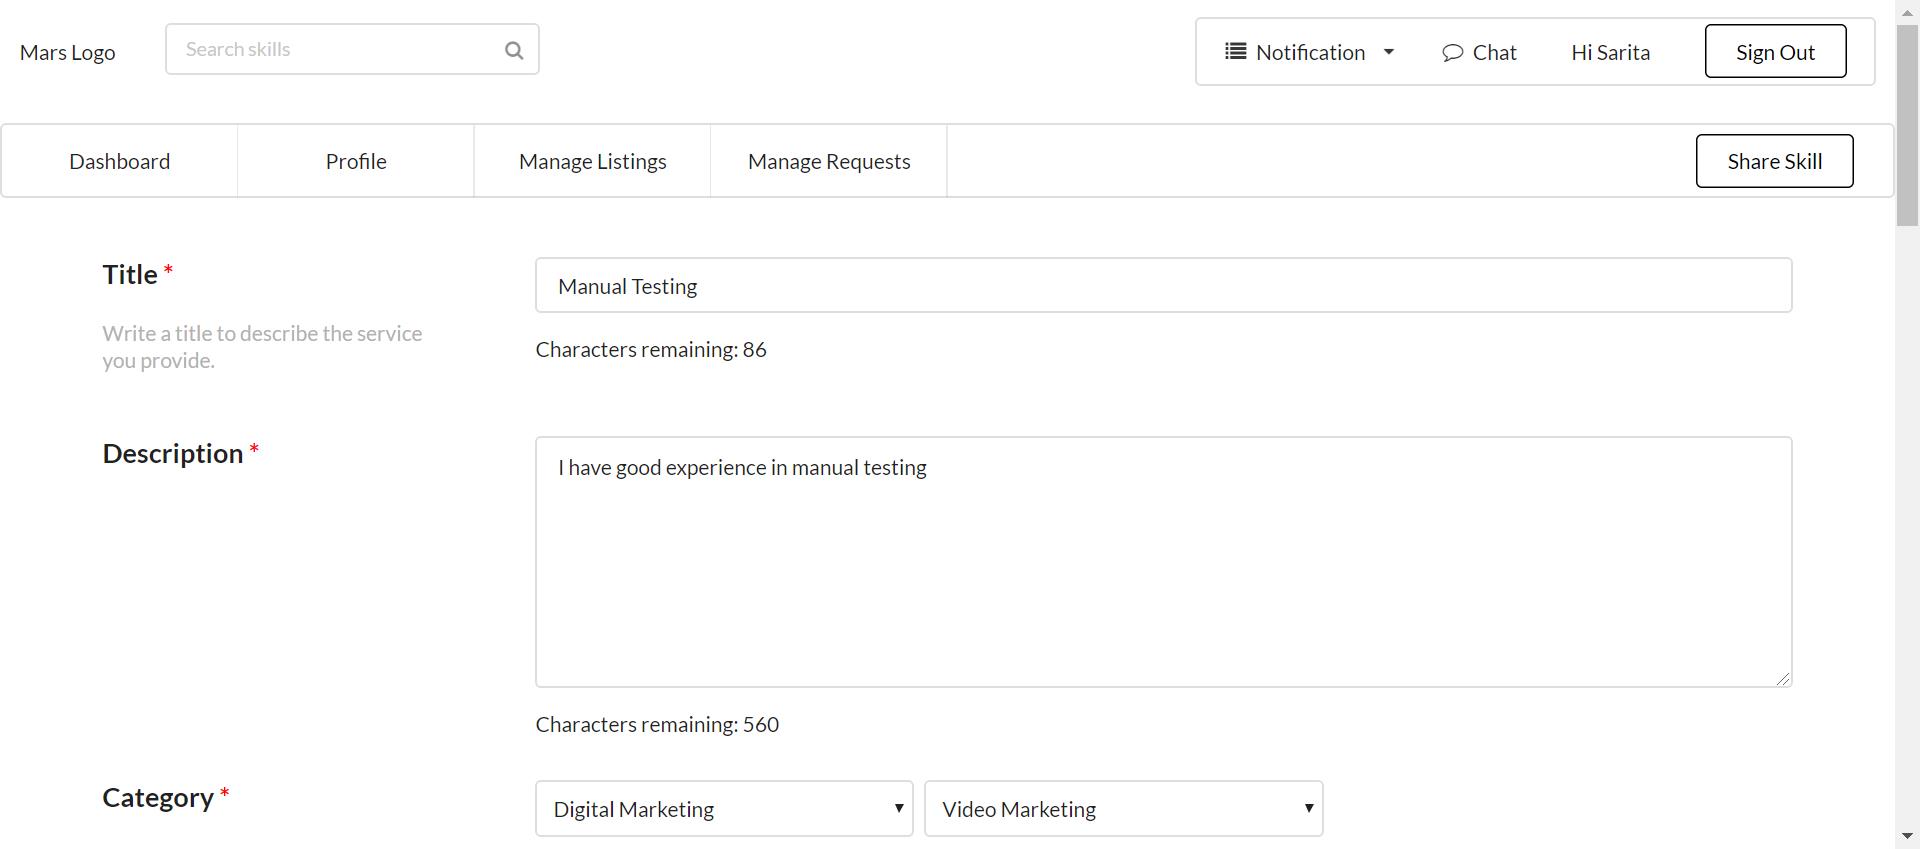 Mars Logo
Search skills
Notification
Chat
Hi Sarita
Sign Out
Dashboard
Profile
Manage Listings
Manage Requests
Share Skill
Title *
Write a title to describe the service
you provide.
Manual Testing
Characters remaining: 86
Description *
I have good experience in manual testing
Characters remaining: 560
Category *
Digital Marketing
Video Marketing